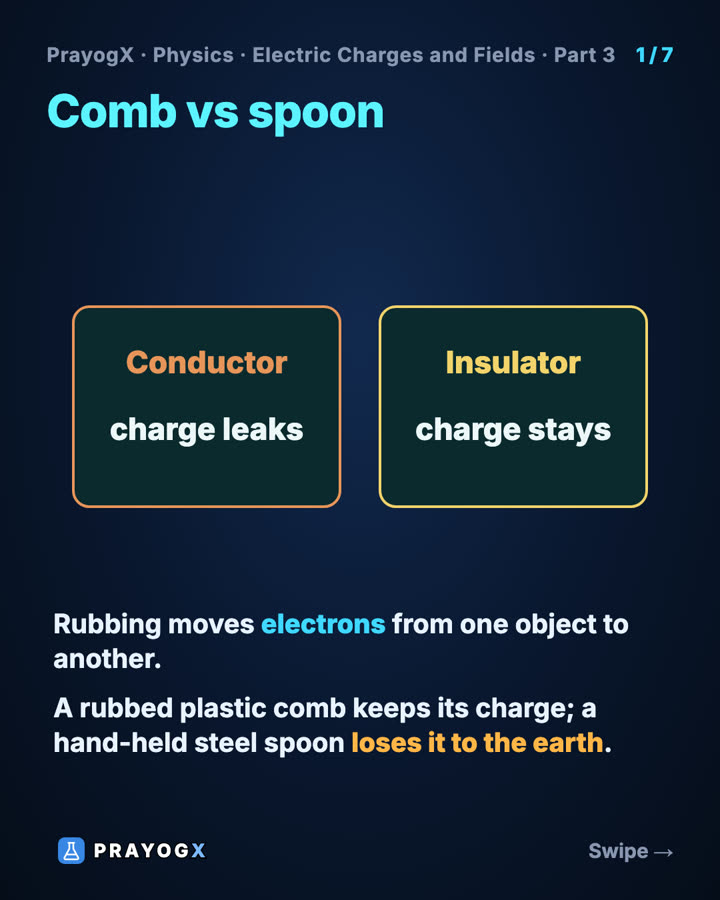 PrayogX · Physics · Electric Charges and Fields · Part 3 1/7
Comb vs spoon
Conductor
charge leaks
Insulator
charge stays
Rubbing moves electrons from one object to
another.
A rubbed plastic comb keeps its charge; a
hand-held steel spoon loses it to the earth.
PRAYOGX
Swipe →